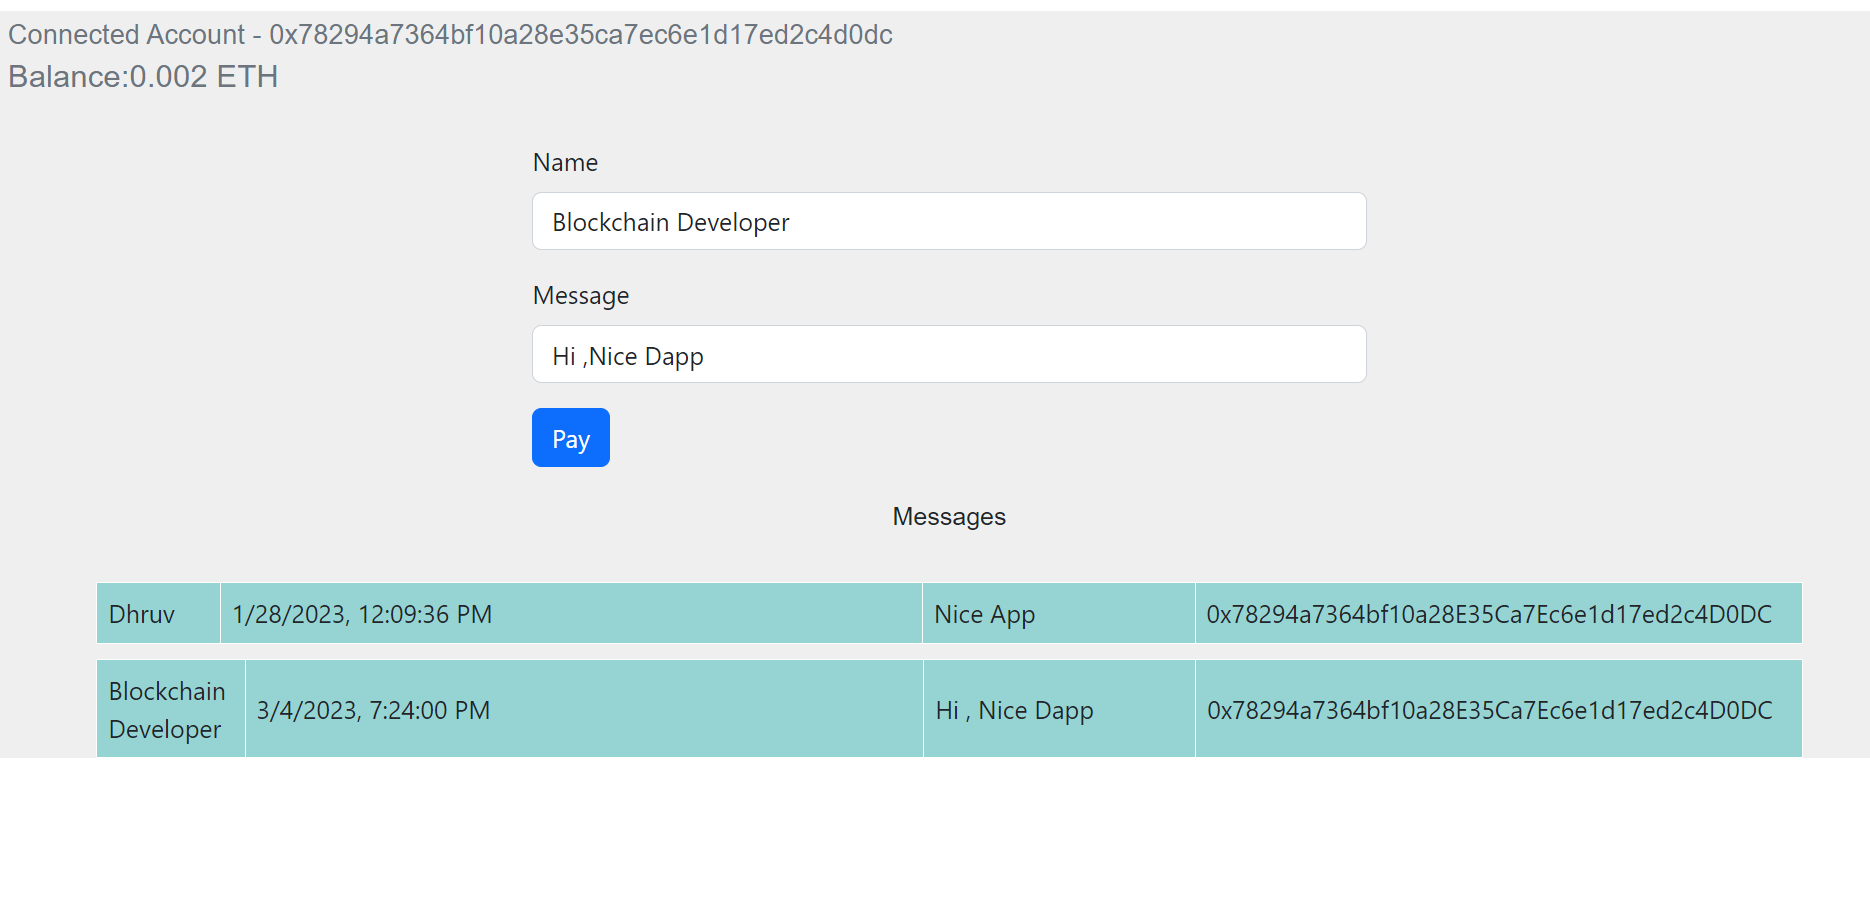 Connected Account - 0x78294a7364bf10a28e35ca7ec6e1d17ed2c4d0dc
Balance:0.002 ETH
Name
Blockchain Developer
Message
Hi ,Nice Dapp
Pay
Messages
Dhruv 1/28/2023, 12:09:36 PM Nice App 0x78294a7364bf10a28E35Ca7Ec6e1d17ed2c4D0DC
Blockchain
Developer 3/4/2023, 7:24:00 PM Hi , Nice Dapp 0x78294a7364bf10a28E35Ca7Ec6e1d17ed2c4D0DC